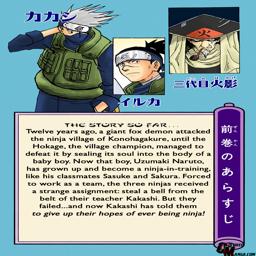 カカシ
イルカ
三代目火影
前巻のあらすじ
THE STORY SO FAR...
Twelve years ago, a giant fox demon attacked
the ninja village of Konohagakure, until
the Hokage, the village champion, managed
to defeat it by sealing its soul into the body of
a baby boy. Now that boy, Uzumaki Naruto,
has grown up and become a ninja-in-training,
like his classmates Sasuke and Sakura. Forced
to work as a team, the three ninjas received
a strange assignment: steal a bell from
the belt of their teacher Kakashi. But they
failed...and now Kakashi has told them
to give up their hopes of ever being ninja!